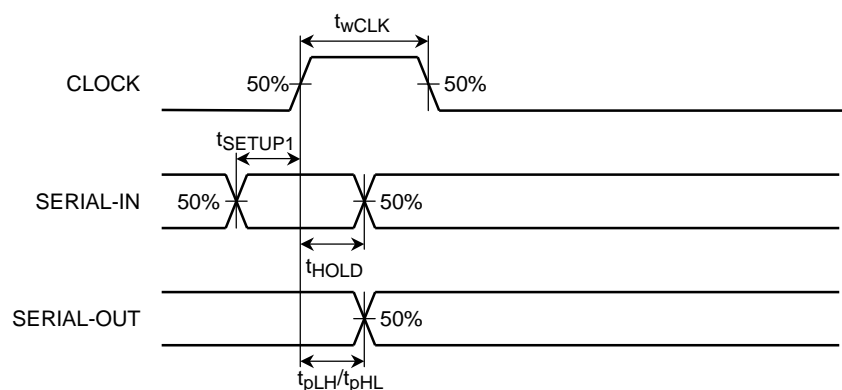 twCLK
CLOCK 50% 50%
tSETUP1
SERIAL-IN 50% 50%
tHOLD
SERIAL-OUT 50%
tpLH/tpHL